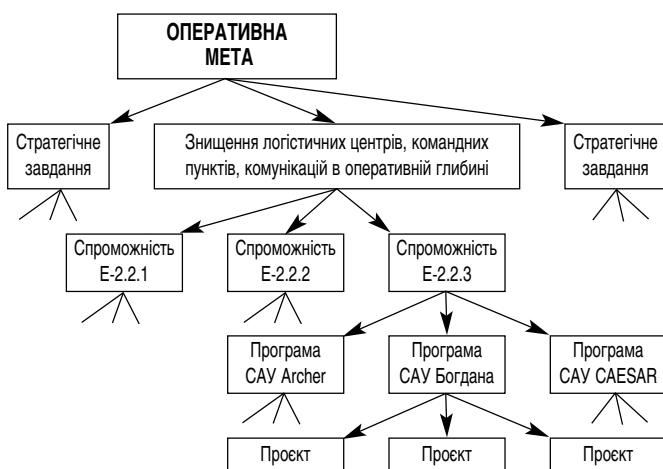 ОПЕРАТИВНА
МЕТА
Стратегічне
завдання
Знищення логістичних центрів, командних
пунктів, комунікацій в оперативній глибині
Стратегічне
завдання
Спроможність
Е-2.2.1
Спроможність
Е-2.2.2
Спроможність
Е-2.2.3
Програма
САУ Archer
Програма
САУ Богдана
Програма
САУ CAESAR
Проєкт
Проєкт
Проєкт